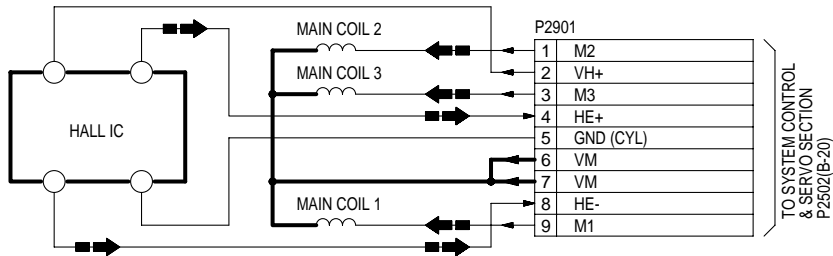 P2901
MAIN COIL 2
1 M2
2 VH+
MAIN COIL 3
3 M3
4 HE+
HALL IC
5 GND (CYL)
6 VM
7 VM
MAIN COIL 1
8 HE-
9 M1
TO SYSTEM CONTROL
& SERVO SECTION
P2502(B-20)